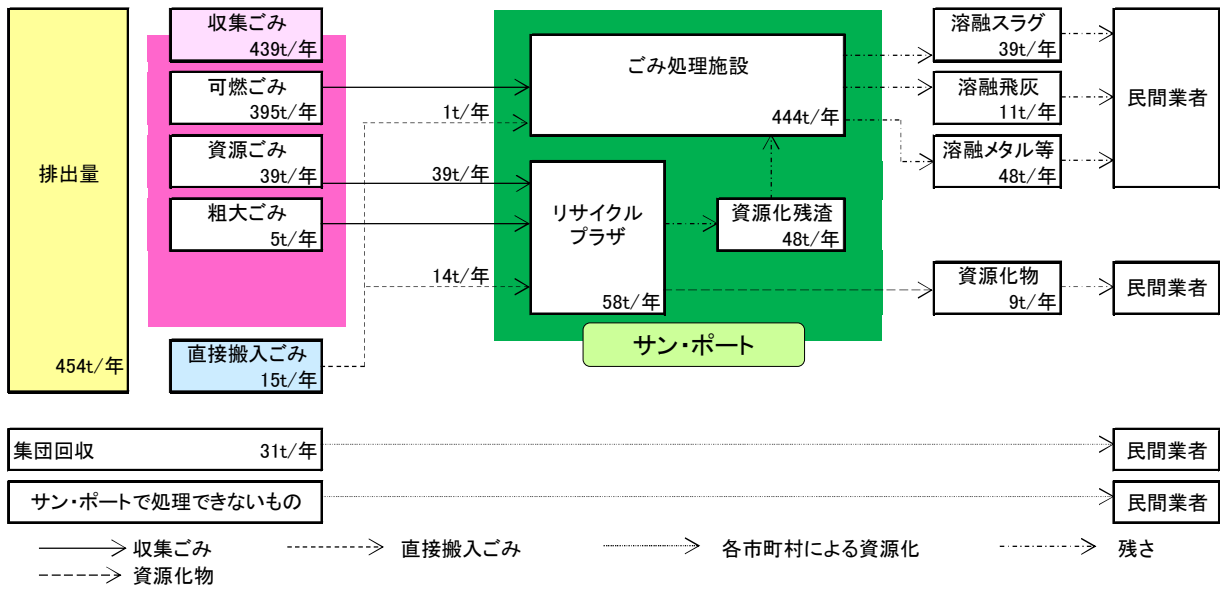 排出量
454t/年
収集ごみ
439t/年
可燃ごみ
395t/年
資源ごみ
39t/年
粗大ごみ
5t/年
直接搬入ごみ
15t/年
1t/年
39t/年
14t/年
ごみ処理施設
444t/年
リサイクル
プラザ
58t/年
資源化残渣
48t/年
サン・ポート
溶融スラグ
39t/年
溶融飛灰
11t/年
溶融メタル等
48t/年
資源化物
9t/年
民間業者
民間業者
集団回収 31t/年
民間業者
サン・ポートで処理できないもの
民間業者
収集ごみ
直接搬入ごみ
各市町村による資源化
残さ
資源化物